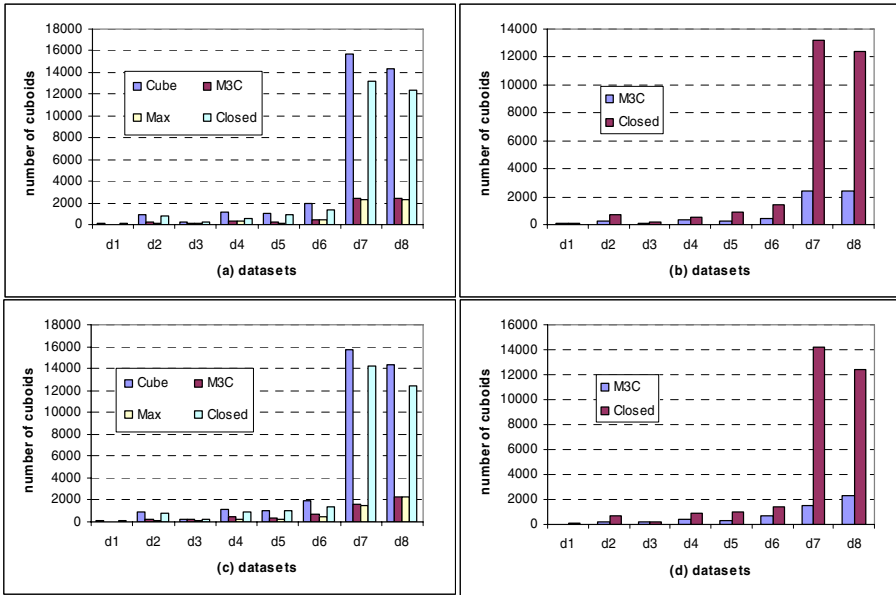 18000
16000
14000
12000
10000
8000
6000
4000
2000
0
number of cuboids
Cube M3C
Max Closed
d1 d2 d3 d4 d5 d6 d7 d8
(a) datasets
14000
12000
10000
8000
6000
4000
2000
0
number of cuboids
M3C
Closed
d1 d2 d3 d4 d5 d6 d7 d8
(b) datasets
18000
16000
14000
12000
10000
8000
6000
4000
2000
0
number of cuboids
Cube M3C
Max Closed
d1 d2 d3 d4 d5 d6 d7 d8
(c) datasets
16000
14000
12000
10000
8000
6000
4000
2000
0
number of cuboids
M3C
Closed
d1 d2 d3 d4 d5 d6 d7 d8
(d) datasets